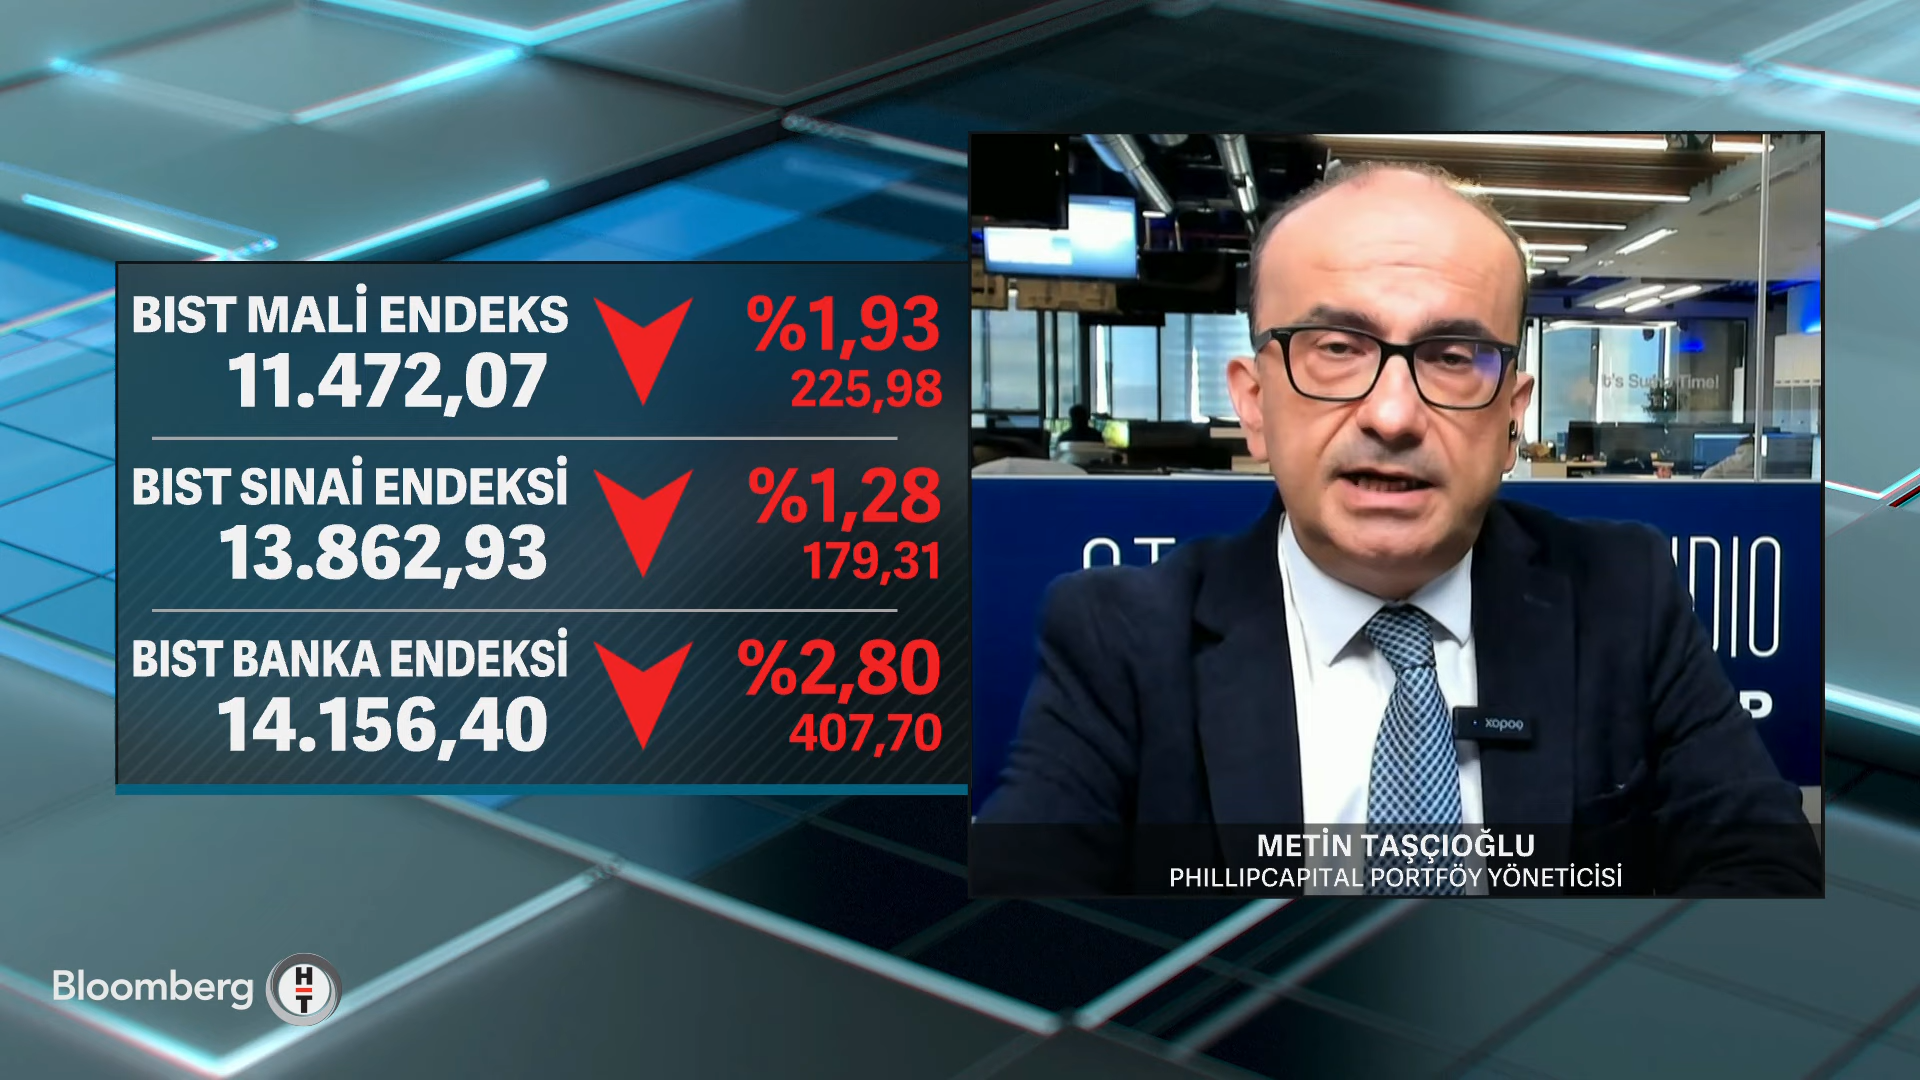 BIST MALİ ENDEKS
11.472,07
%1,93
225,98
BIST SINAİ ENDEKSİ
13.862,93
%1,28
179,31
BIST BANKA ENDEKSİ
14.156,40
%2,80
407,70
Time!
METİN TAŞÇIOĞLU
PHILLIPCAPITAL PORTFÖY YÖNETİCİSİ
Bloomberg
HT